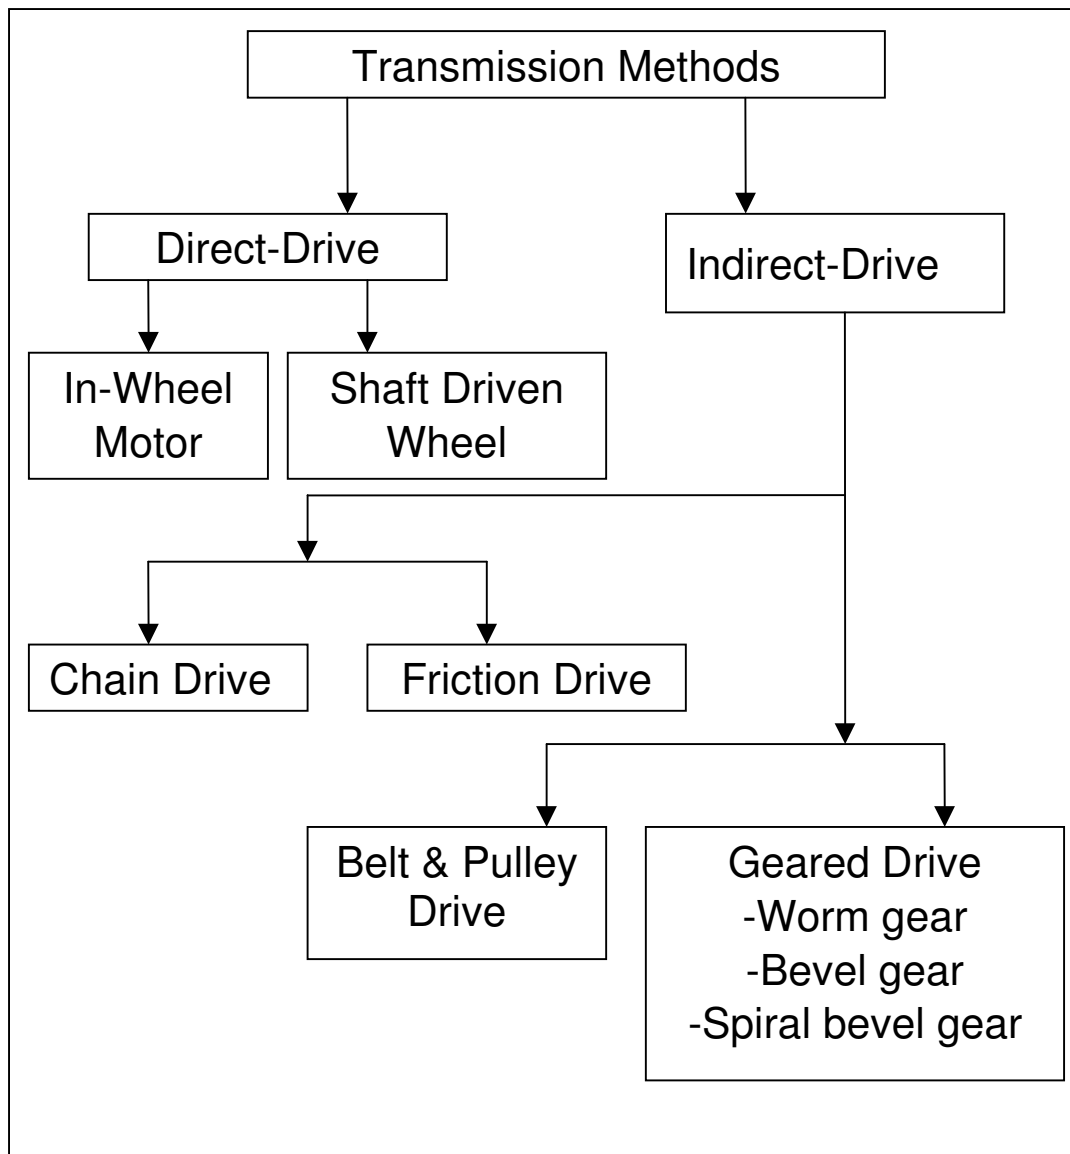 Transmission Methods
Direct-Drive
Indirect-Drive
In-Wheel
Motor
Shaft Driven
Wheel
Chain Drive
Friction Drive
Belt & Pulley
Drive
Geared Drive
-Worm gear
-Bevel gear
-Spiral bevel gear